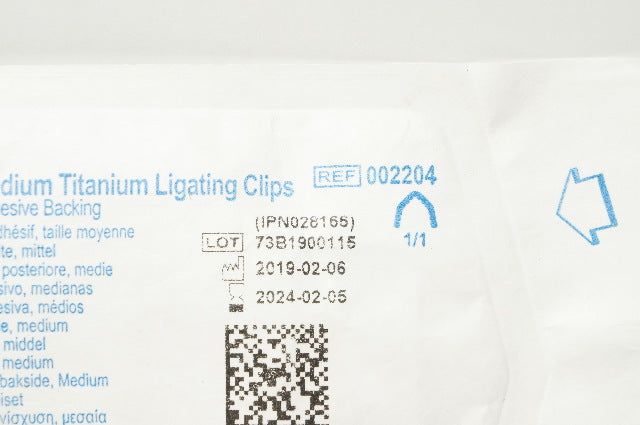 dium Titanium Ligating Clips
REF 002204
esive Backing
(IPN028165)
dhésif, taille moyenne
LOT 73B1900115
1/1
te, mittel
posteriore, medie
2019-02-06
sivo, medianas
2024-02-05
esiva, médios
e, medium
middel
medium
bakside, Medium
iset
νίσχυση, μεσαία